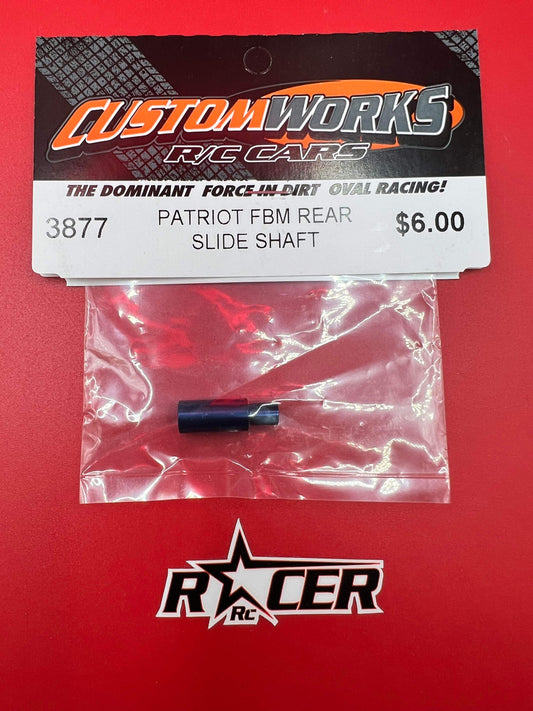 CUSTOMWORKS
R/C CARS
THE DOMINANT FORCE IN DIRT OVAL RACING!
3877 PATRIOT FBM REAR $6.00
SLIDE SHAFT
RACER
RC